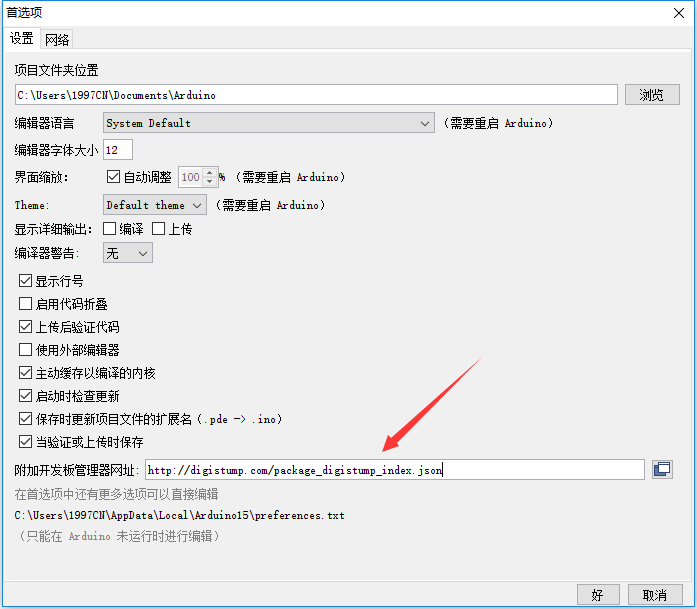 首选项
设置 网络
项目文件夹位置
C:\Users\1997CN\Documents\Arduino 浏览
编辑器语言 System Default (需要重启 Arduino)
编辑器字体大小 12
界面缩放： 自动调整 100 % (需要重启 Arduino)
Theme: Default theme (需要重启 Arduino)
显示详细输出： 编译 上传
编译器警告: 无
显示行号
启用代码折叠
上传后验证代码
使用外部编辑器
主动缓存以编译的内核
启动时检查更新
保存时更新项目文件的扩展名 (.pde -> .ino)
当验证或上传时保存
附加开发板管理器网址: http://digistump.com/package_digistump_index.json
在首选项中还有更多选项可以直接编辑
C:\Users\1997CN\AppData\Local\Arduino15\preferences.txt
(只能在 Arduino 未运行时进行编辑)
好 取消